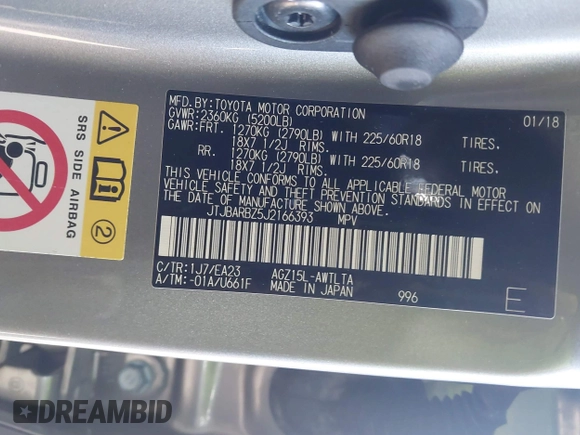 MFD.BY:TOYOTA MOTOR CORPORATION 01/18
GVWR:2360KG (5200LB)
GAWR:FRT. 1270KG (2790LB) WITH 225/60R18 TIRES.
18X7 1/2J RIMS.
RR. 1270KG (2790LB) WITH 225/60R18 TIRES.
18X7 1/2J RIMS.
THIS VEHICLE CONFORMS TO ALL APPLICABLE FEDERAL MOTOR
VEHICLE SAFETY AND THEFT PREVENTION STANDARDS IN EFFECT ON
THE DATE OF MANUFACTURE SHOWN ABOVE.
JTJBARBZ5J2166393 MPV
C/TR:1J7/EA23 AGZ15L-AWTLTA
A/TM:-01A/U661F MADE IN JAPAN 996 E
SRS SIDE AIRBAG
2
DREAMBID